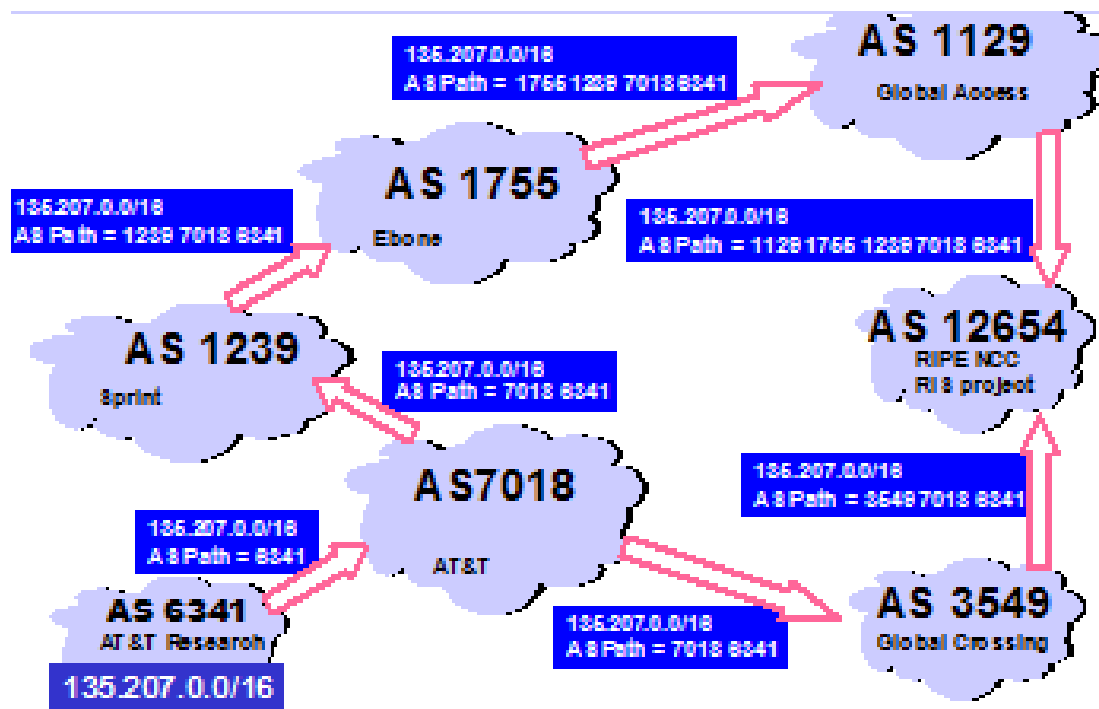 135.207.0.0/16
AS Path = 1755 1239 7018 6341
AS 1129
Global Access
AS 1755
Ebone
135.207.0.0/16
AS Path = 1239 7018 6341
135.207.0.0/16
AS Path = 1129 1755 1239 7018 6341
AS 12654
RIPE NCC
RIS project
AS 1239
Sprint
135.207.0.0/16
AS Path = 7018 6341
AS7018
AT&T
135.207.0.0/16
AS Path = 3549 7018 6341
135.207.0.0/16
AS Path = 6341
AS 6341
AT&T Research
135.207.0.0/16
135.207.0.0/16
AS Path = 7018 6341
AS 3549
Global Crossing